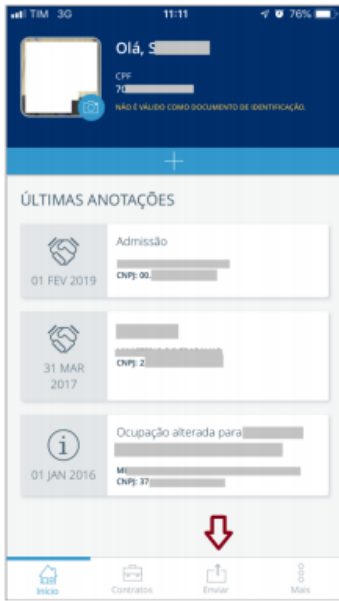 TIM 3G 11:11 76%
Olá, S
CPF
70
NÃO É VÁLIDO COMO DOCUMENTO DE IDENTIFICAÇÃO.
ÚLTIMAS ANOTAÇÕES
Admissão
01 FEV 2019
CNPJ: 00.
31 MAR
2017
CNPJ: 2
Ocupação alterada para
01 JAN 2016
MI
CNPJ: 37
Início Contratos Enviar Mais